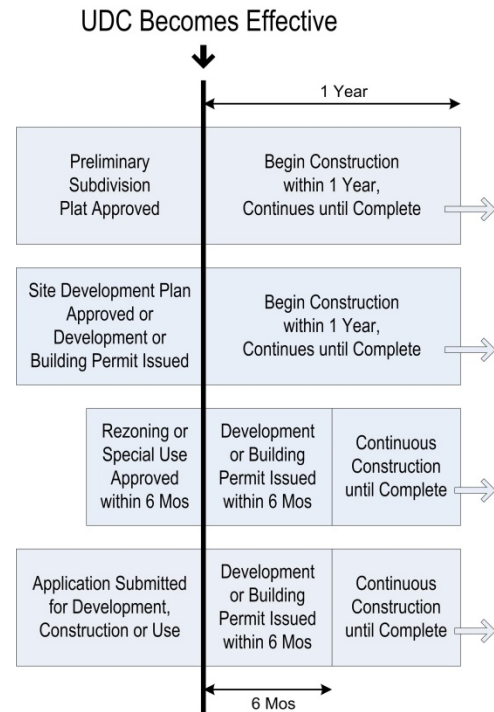 UDC Becomes Effective
1 Year
Preliminary
Subdivision
Plat Approved
Begin Construction
within 1 Year,
Continues until Complete
Site Development Plan
Approved or
Development or
Building Permit Issued
Begin Construction
within 1 Year,
Continues until Complete
Rezoning or
Special Use
Approved
within 6 Mos
Development
or Building
Permit Issued
within 6 Mos
Continuous
Construction
until Complete
Application Submitted
for Development,
Construction or Use
Development
or Building
Permit Issued
within 6 Mos
Continuous
Construction
until Complete
6 Mos